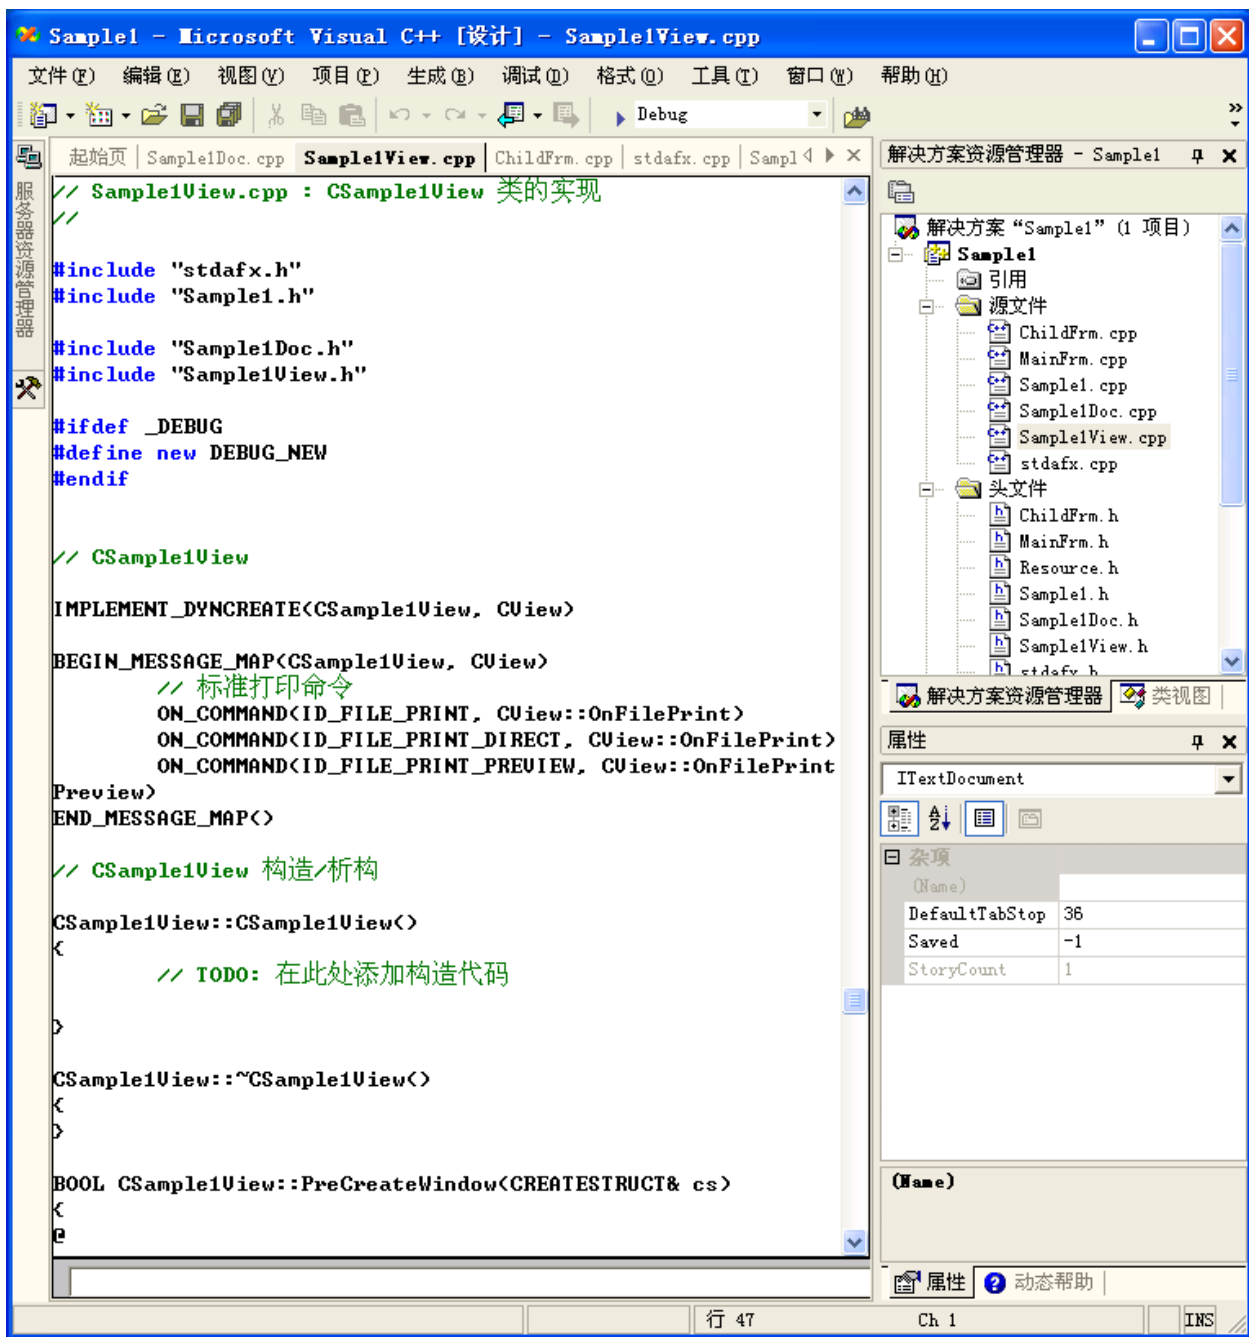 Sample1 - Microsoft Visual C++ [设计] - Sample1View.cpp
文件(F) 编辑(E) 视图(V) 项目(P) 生成(B) 调试(D) 格式(O) 工具(T) 窗口(W) 帮助(H)
Debug
起始页 Sample1Doc.cpp Sample1View.cpp ChildFrm.cpp stdafx.cpp Sampl
服务器资源管理器
// Sample1View.cpp : CSample1View 类的实现
//
#include "stdafx.h"
#include "Sample1.h"
#include "Sample1Doc.h"
#include "Sample1View.h"
#ifdef _DEBUG
#define new DEBUG_NEW
#endif
// CSample1View
IMPLEMENT_DYNCREATE(CSample1View, CView)
BEGIN_MESSAGE_MAP(CSample1View, CView)
// 标准打印命令
ON_COMMAND(ID_FILE_PRINT, CView::OnFilePrint)
ON_COMMAND(ID_FILE_PRINT_DIRECT, CView::OnFilePrint)
ON_COMMAND(ID_FILE_PRINT_PREVIEW, CView::OnFilePrint
Preview)
END_MESSAGE_MAP()
// CSample1View 构造/析构
CSample1View::CSample1View()
{
// TODO: 在此处添加构造代码
}
CSample1View::~CSample1View()
{
}
BOOL CSample1View::PreCreateWindow(CREATESTRUCT& cs)
{
@
解决方案资源管理器 - Sample1
解决方案 “Sample1” (1 项目)
Sample1
引用
源文件
ChildFrm.cpp
MainFrm.cpp
Sample1.cpp
Sample1Doc.cpp
Sample1View.cpp
stdafx.cpp
头文件
ChildFrm.h
MainFrm.h
Resource.h
Sample1.h
Sample1Doc.h
Sample1View.h
stdafx.h
解决方案资源管理器 类视图
属性
ITextDocument
杂项
(Name)
DefaultTabStop 36
Saved -1
StoryCount 1
(Name)
属性 动态帮助
行 47 Ch 1 INS